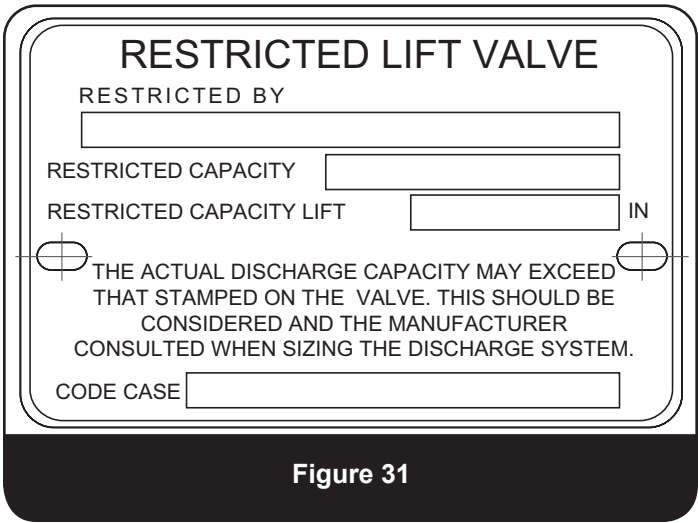 RESTRICTED LIFT VALVE
RESTRICTED BY
RESTRICTED CAPACITY
RESTRICTED CAPACITY LIFT IN
THE ACTUAL DISCHARGE CAPACITY MAY EXCEED
THAT STAMPED ON THE VALVE. THIS SHOULD BE
CONSIDERED AND THE MANUFACTURER
CONSULTED WHEN SIZING THE DISCHARGE SYSTEM.
CODE CASE
Figure 31